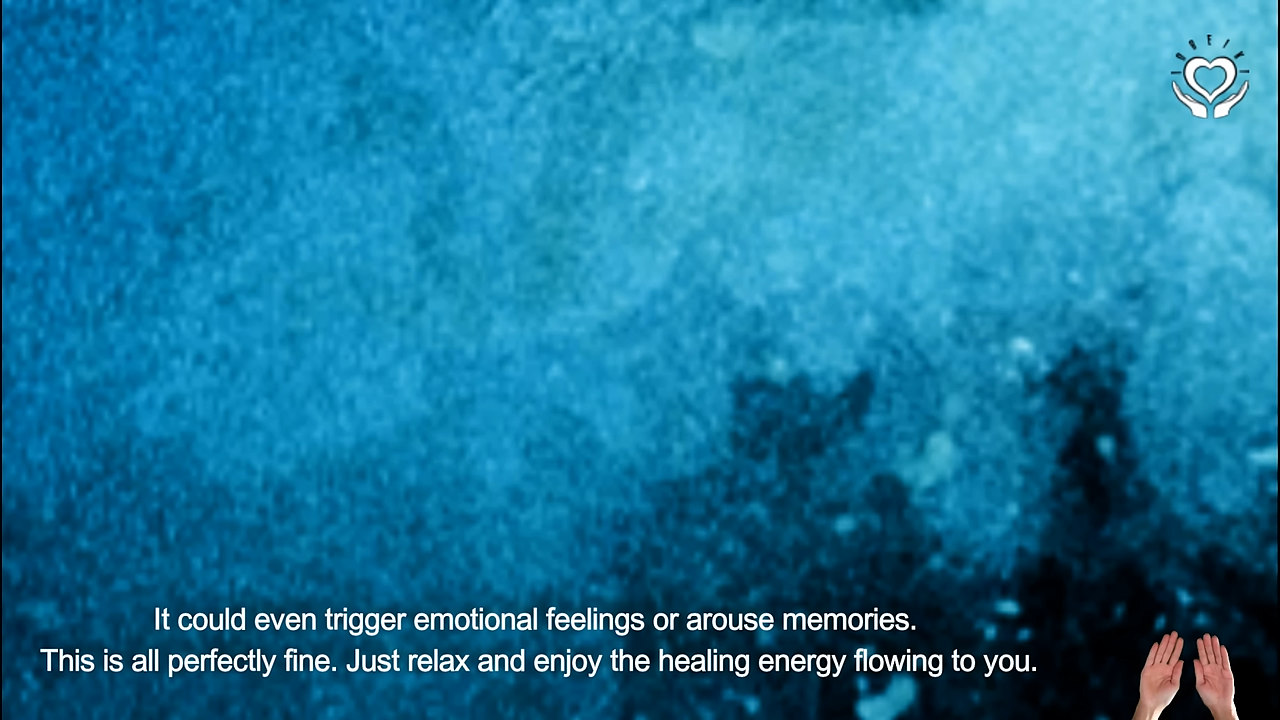 It could even trigger emotional feelings or arouse memories.
This is all perfectly fine. Just relax and enjoy the healing energy flowing to you.